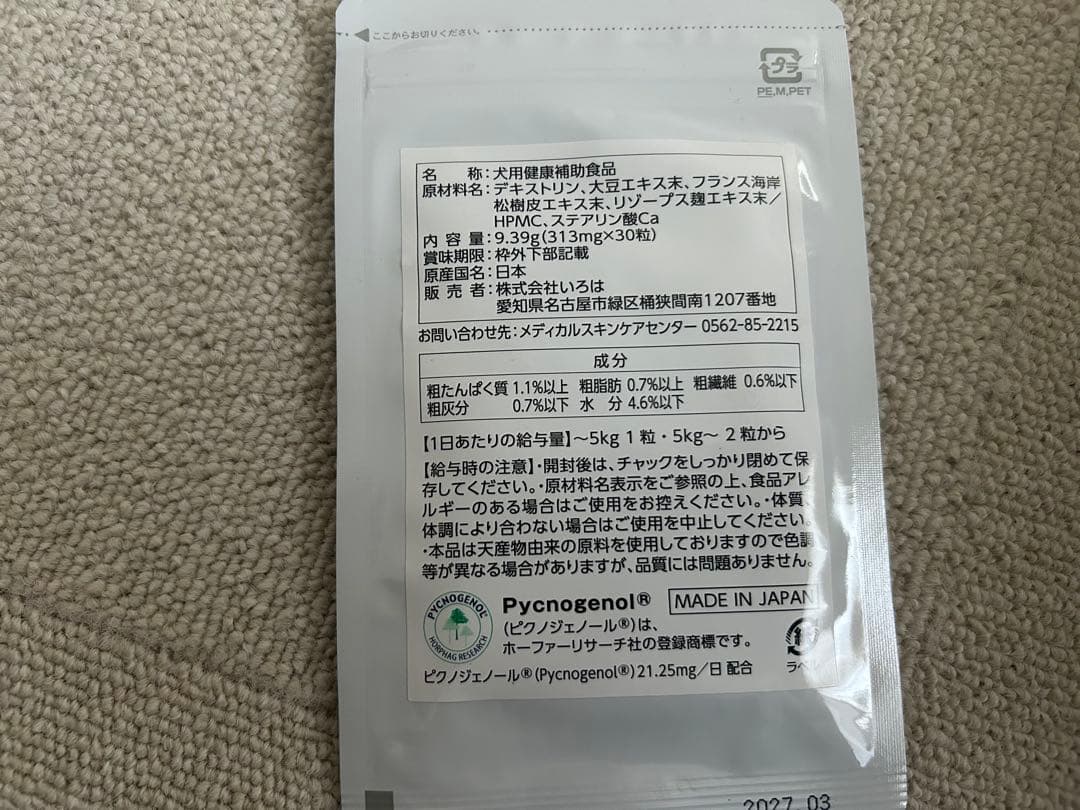 ここからお切りください。
プラ
PE,M,PET
名 称:犬用健康補助食品
原材料名:デキストリン、大豆エキス末、フランス海岸
松樹皮エキス末、リゾープス麹エキス末/
HPMC、ステアリン酸Ca
内 容 量:9.39g(313mg×30粒)
賞味期限:枠外下部記載
原産国名:日本
販 売 者:株式会社いろは
愛知県名古屋市緑区桶狭間南1207番地
お問い合わせ先:メディカルスキンケアセンター 0562-85-2215
成分
粗たんぱく質 1.1%以上 粗脂肪 0.7%以上 粗繊維 0.6%以下
粗灰分 0.7%以下 水 分 4.6%以下
【1日あたりの給与量】~5kg 1粒・5kg~ 2粒から
【給与時の注意】・開封後は、チャックをしっかり閉めて保
存してください。・原材料名表示をご参照の上、食品アレ
ルギーのある場合はご使用をお控えください。・体質、
体調により合わない場合はご使用を中止してください。
・本品は天産物由来の原料を使用しておりますので色調
等が異なる場合がありますが、品質には問題ありません。
PYCNOGENOL®
HORPHAG RESEARCH
Pycnogenol® MADE IN JAPAN
(ピクノジェノール®)は、
ホーファーリサーチ社の登録商標です。
ラベル
ピクノジェノール®(Pycnogenol®)21.25mg/日 配合
2027.03